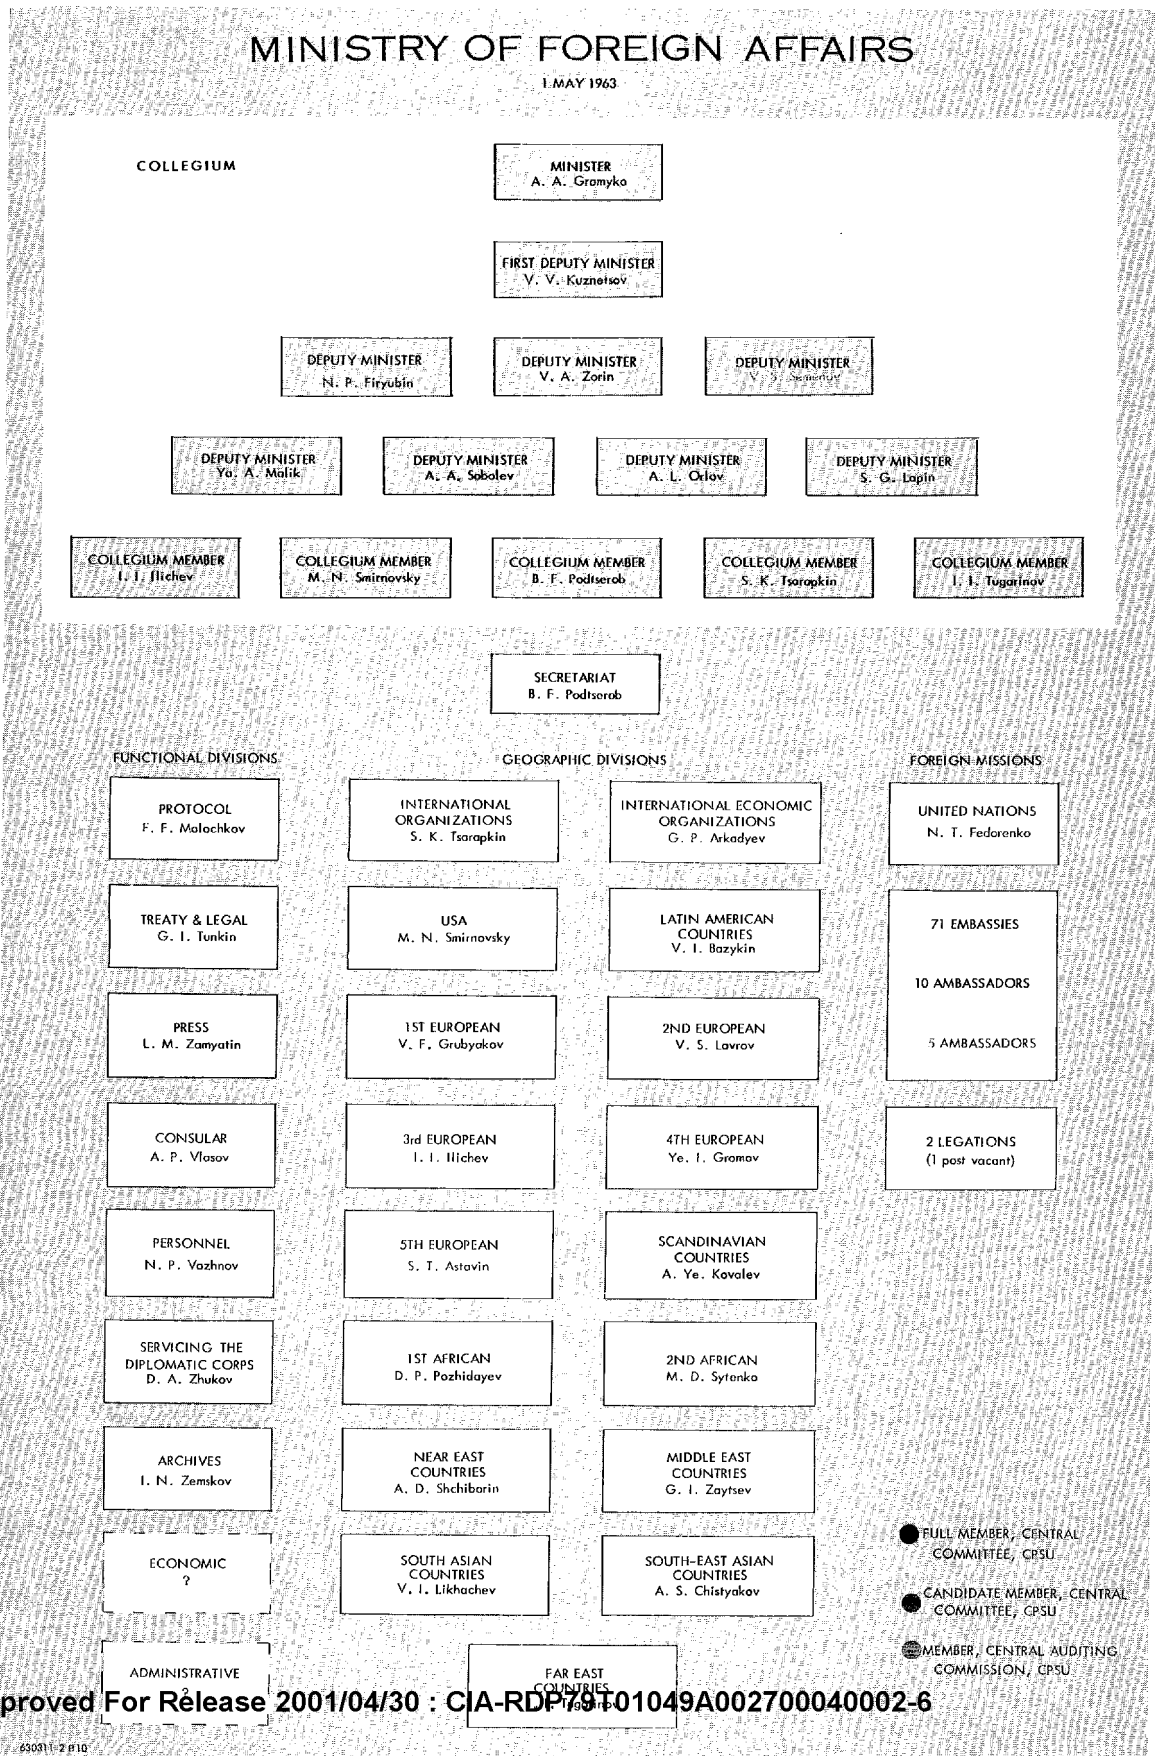 MINISTRY OF FOREIGN AFFAIRS
1 MAY 1963
COLLEGIUM
MINISTER
A. A. Gromyko
FIRST DEPUTY MINISTER
V. V. Kuznetsov
DEPUTY MINISTER
N. P. Firyubin
DEPUTY MINISTER
V. A. Zorin
DEPUTY MINISTER
V. S.
DEPUTY MINISTER
Ya. A. Malik
DEPUTY MINISTER
A. A. Sobolev
DEPUTY MINISTER
A. L. Orlov
DEPUTY MINISTER
S. G. Lapin
COLLEGIUM MEMBER
I. I. Ilichev
COLLEGIUM MEMBER
M. N. Smirnovsky
COLLEGIUM MEMBER
B. F. Podtserob
COLLEGIUM MEMBER
S. K. Tsarapkin
COLLEGIUM MEMBER
I. I. Tugarinov
SECRETARIAT
B. F. Podtserob
FUNCTIONAL DIVISIONS
PROTOCOL
F. F. Molochkov
TREATY & LEGAL
G. I. Tunkin
PRESS
L. M. Zamyatin
CONSULAR
A. P. Vlasov
PERSONNEL
N. P. Vazhnov
SERVICING THE
DIPLOMATIC CORPS
D. A. Zhukov
ARCHIVES
I. N. Zemskov
ECONOMIC
?
ADMINISTRATIVE
GEOGRAPHIC DIVISIONS
INTERNATIONAL
ORGANIZATIONS
S. K. Tsarapkin
INTERNATIONAL ECONOMIC
ORGANIZATIONS
G. P. Arkadyev
USA
M. N. Smirnovsky
LATIN AMERICAN
COUNTRIES
V. I. Bazykin
1ST EUROPEAN
V. F. Grubyakov
2ND EUROPEAN
V. S. Lavrov
3rd EUROPEAN
I. I. Ilichev
4TH EUROPEAN
Ye. I. Gromov
5TH EUROPEAN
S. T. Astavin
SCANDINAVIAN
COUNTRIES
A. Ye. Kovalev
1ST AFRICAN
D. P. Pozhidayev
2ND AFRICAN
M. D. Sytenko
NEAR EAST
COUNTRIES
A. D. Shchiborin
MIDDLE EAST
COUNTRIES
G. I. Zaytsev
SOUTH ASIAN
COUNTRIES
V. I. Likhachev
SOUTH-EAST ASIAN
COUNTRIES
A. S. Chistyakov
FAR EAST
COUNTRIES
FOREIGN MISSIONS
UNITED NATIONS
N. T. Fedorenko
71 EMBASSIES
10 AMBASSADORS
5 AMBASSADORS
2 LEGATIONS
(1 post vacant)
FULL MEMBER, CENTRAL
COMMITTEE, CPSU
CANDIDATE MEMBER, CENTRAL
COMMITTEE, CPSU
MEMBER, CENTRAL AUDITING
COMMISSION, CPSU
proved For Release 2001/04/30 : CIA-RDP79T01049A002700040002-6